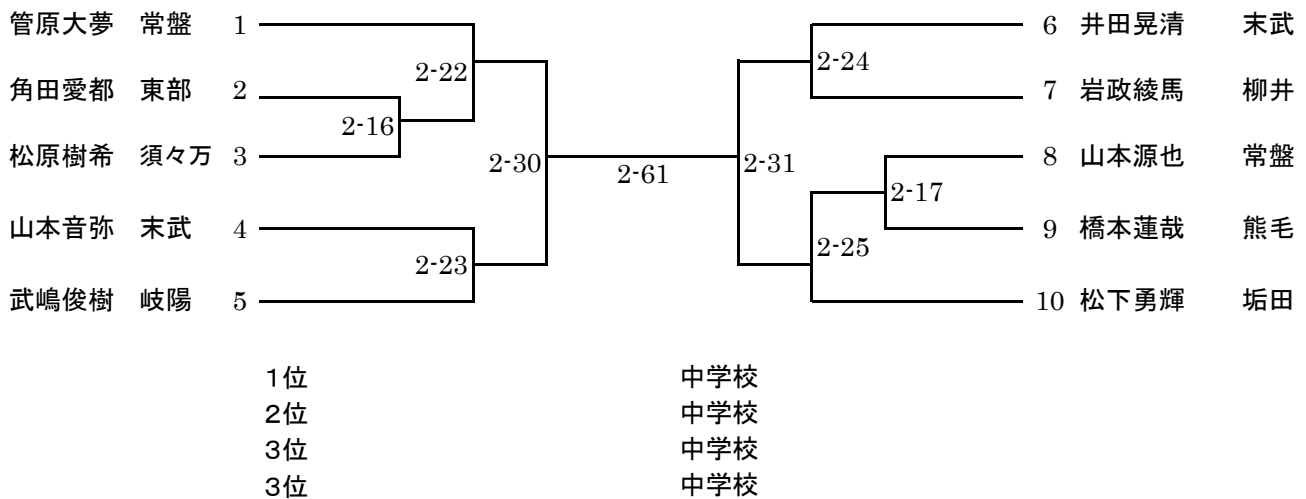 管原大夢 常盤 1
2-22
角田愛都 東部 2
2-16
松原樹希 須々万 3
2-30
山本音弥 末武 4
2-23
武嶋俊樹 岐陽 5
2-61
6 井田晃清 末武
2-24
7 岩政綾馬 柳井
2-31
8 山本源也 常盤
2-17
9 橋本蓮哉 熊毛
2-25
10 松下勇輝 垢田
1位 中学校
2位 中学校
3位 中学校
3位 中学校